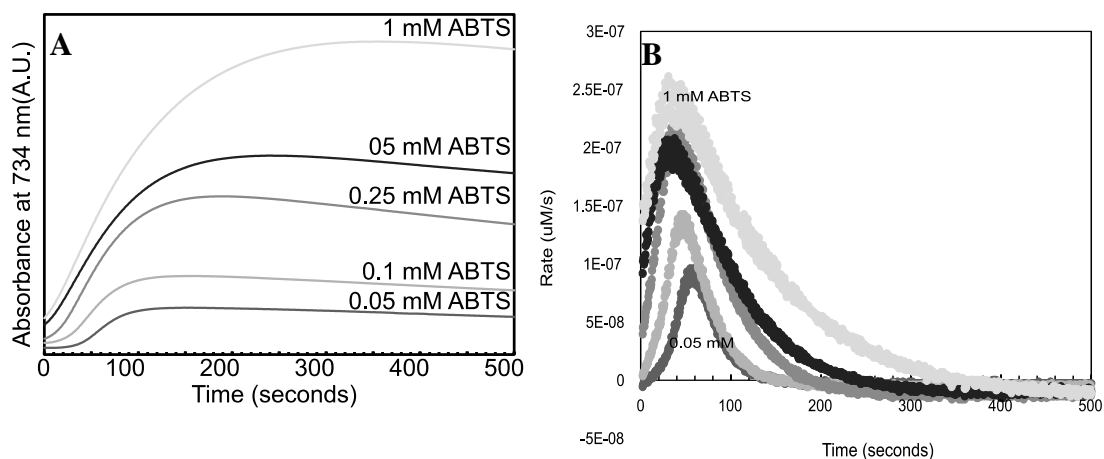 A
1 mM ABTS
05 mM ABTS
0.25 mM ABTS
0.1 mM ABTS
0.05 mM ABTS
Absorbance at 734 nm(A.U.)
0 100 200 300 400 500
Time (seconds)
B
3E-07
2.5E-07
2E-07
1.5E-07
1E-07
5E-08
0
-5E-08
Rate (uM/s)
1 mM ABTS
0.05 mM
0 100 200 300 400 500
Time (seconds)